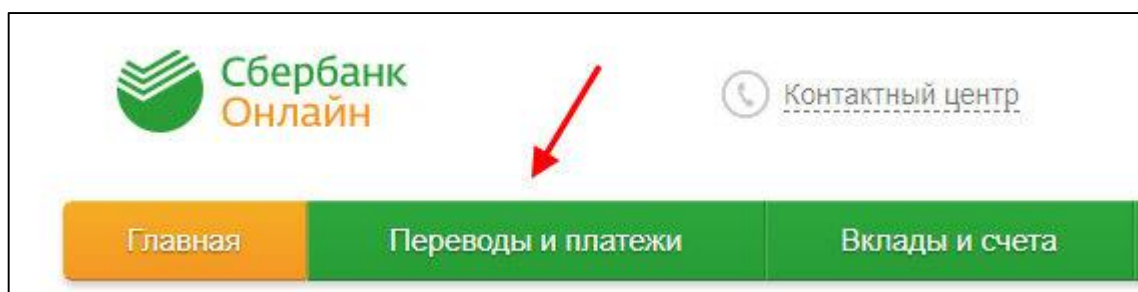 Сбербанк
Онлайн
Контактный центр
Главная
Переводы и платежи
Вклады и счета